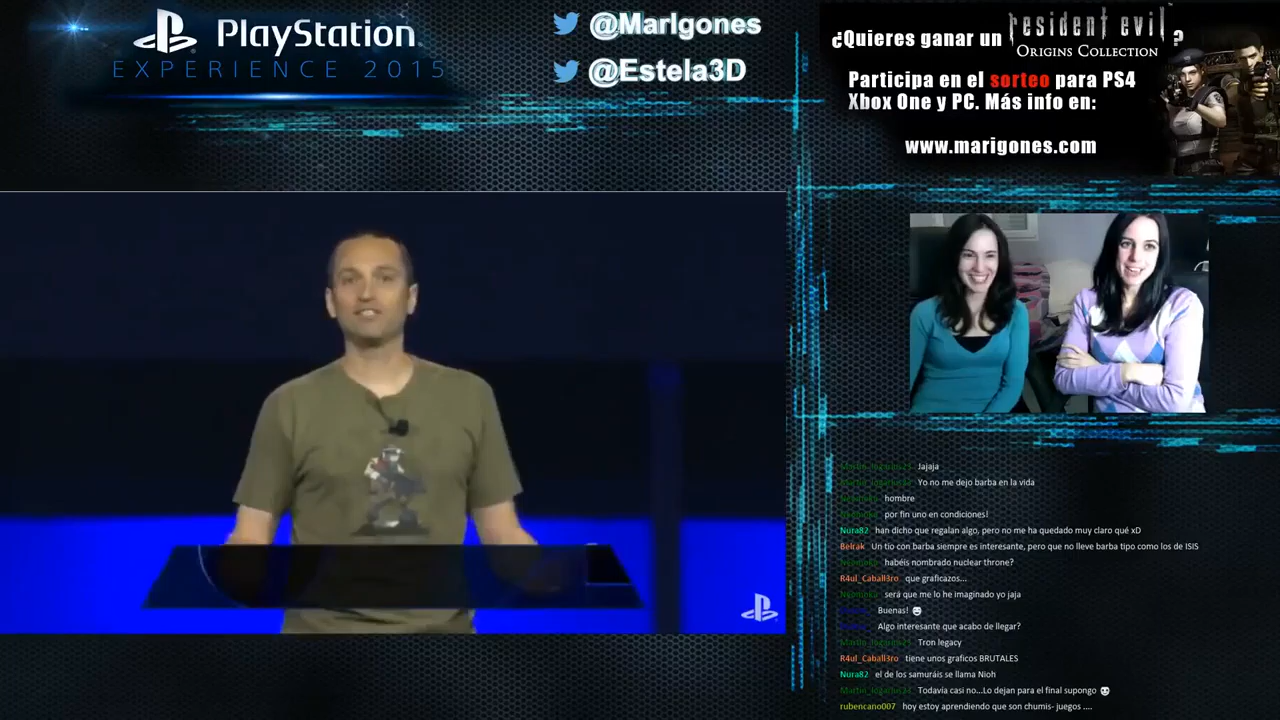 PlayStation
EXPERIENCE 2015
@MarIgones
@Estela3D
¿Quieres ganar un resident evil ORIGINS COLLECTION ?
Participa en el sorteo para PS4
Xbox One y PC. Más info en:
www.marigones.com
Jajaja
Yo no me dejo barba en la vida
hombre
por fin uno en condiciones!
Nura82 han dicho que regalan algo, pero no me ha quedado muy claro qué xD
Beirak Un tío con barba siempre es interesante, pero que no lleve barba tipo como los de ISIS
habéis nombrado nuclear throne?
R4ul_Caball3ro que graficazos...
será que me lo he imaginado yo jaja
Buenas!
Algo interesante que acabo de llegar?
Tron legacy
R4ul_Caball3ro tiene unos graficos BRUTALES
Nura82 el de los samuráis se llama Nioh
Todavía casi no...Lo dejan para el final supongo
rubencano007 hoy estoy aprendiendo que son chumis- juegos ....